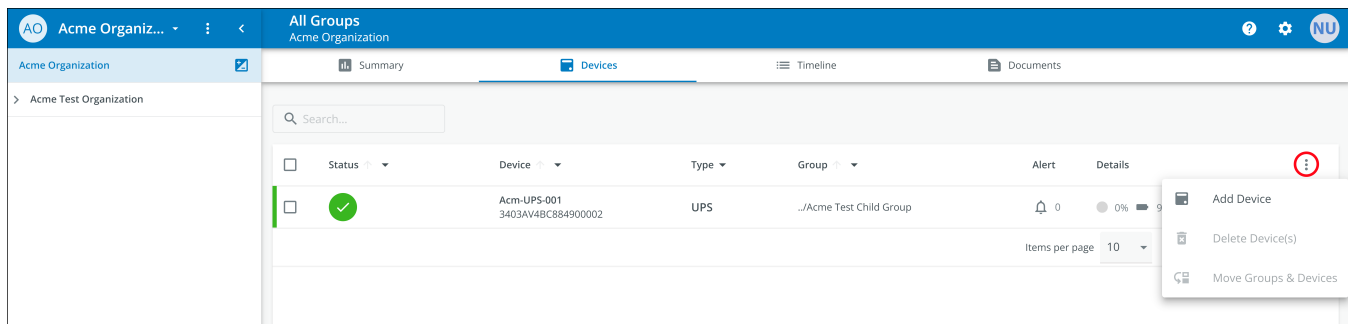 AO Acme Organiz...
All Groups
Acme Organization
NU
Acme Organization
Acme Test Organization
Summary Devices Timeline Documents
Search...
Status Device Type Group Alert Details
Acm-UPS-001
3403AV4BC884900002
UPS ../Acme Test Child Group 0 0% 9
Items per page 10
Add Device
Delete Device(s)
Move Groups & Devices